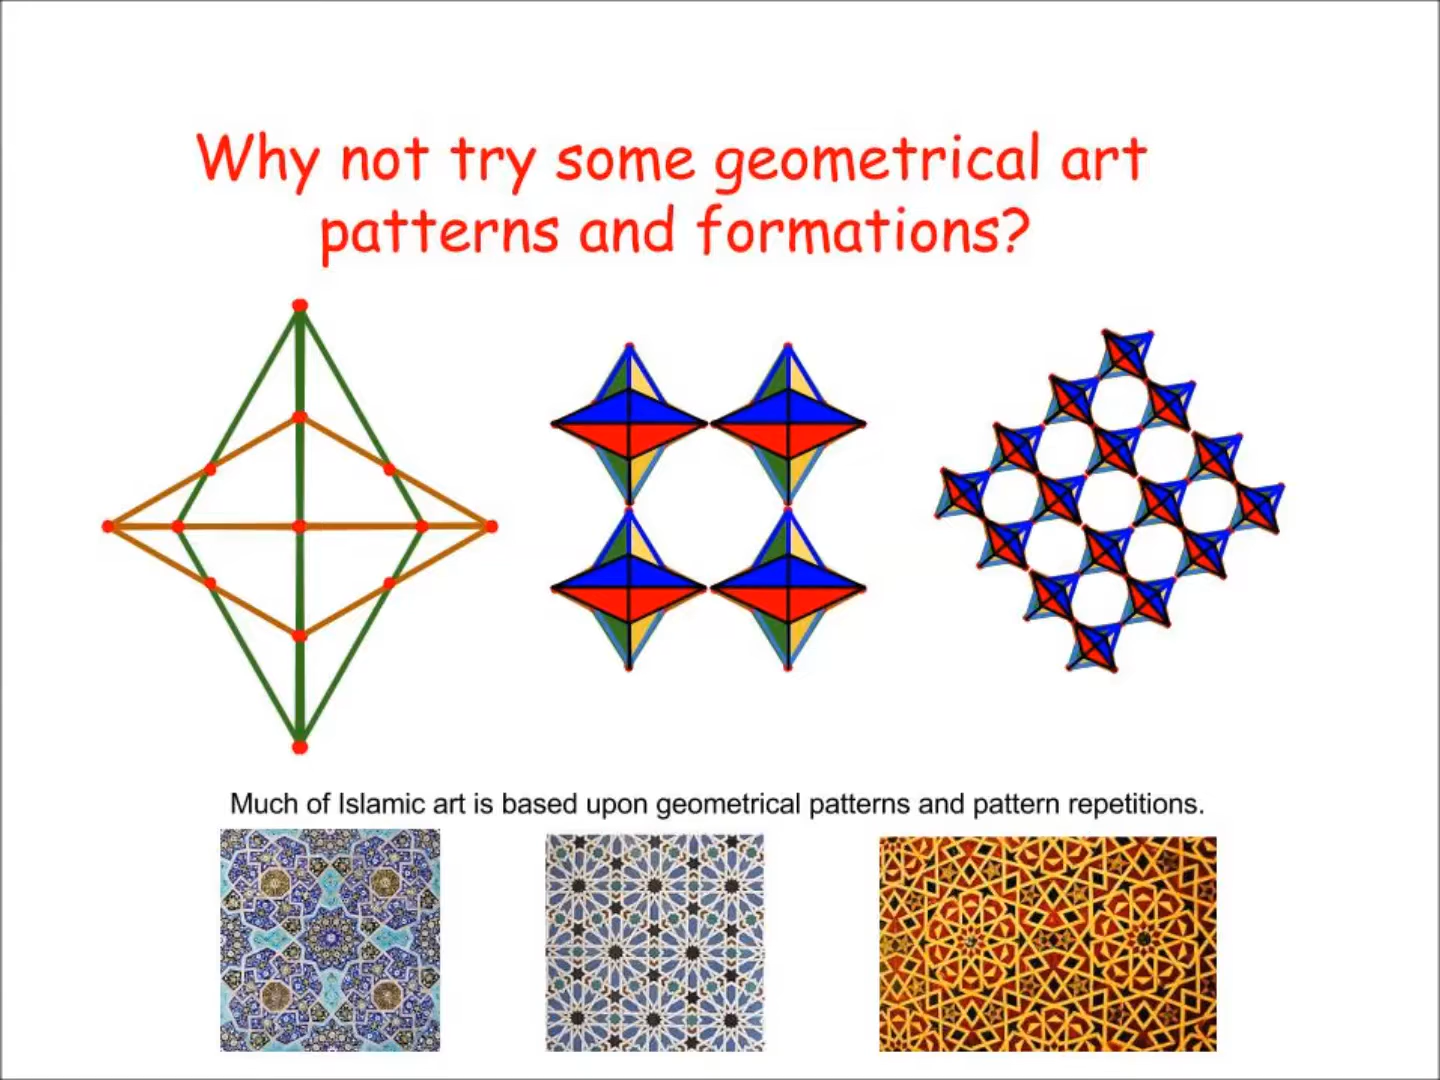 Why not try some geometrical art
patterns and formations?
Much of Islamic art is based upon geometrical patterns and pattern repetitions.